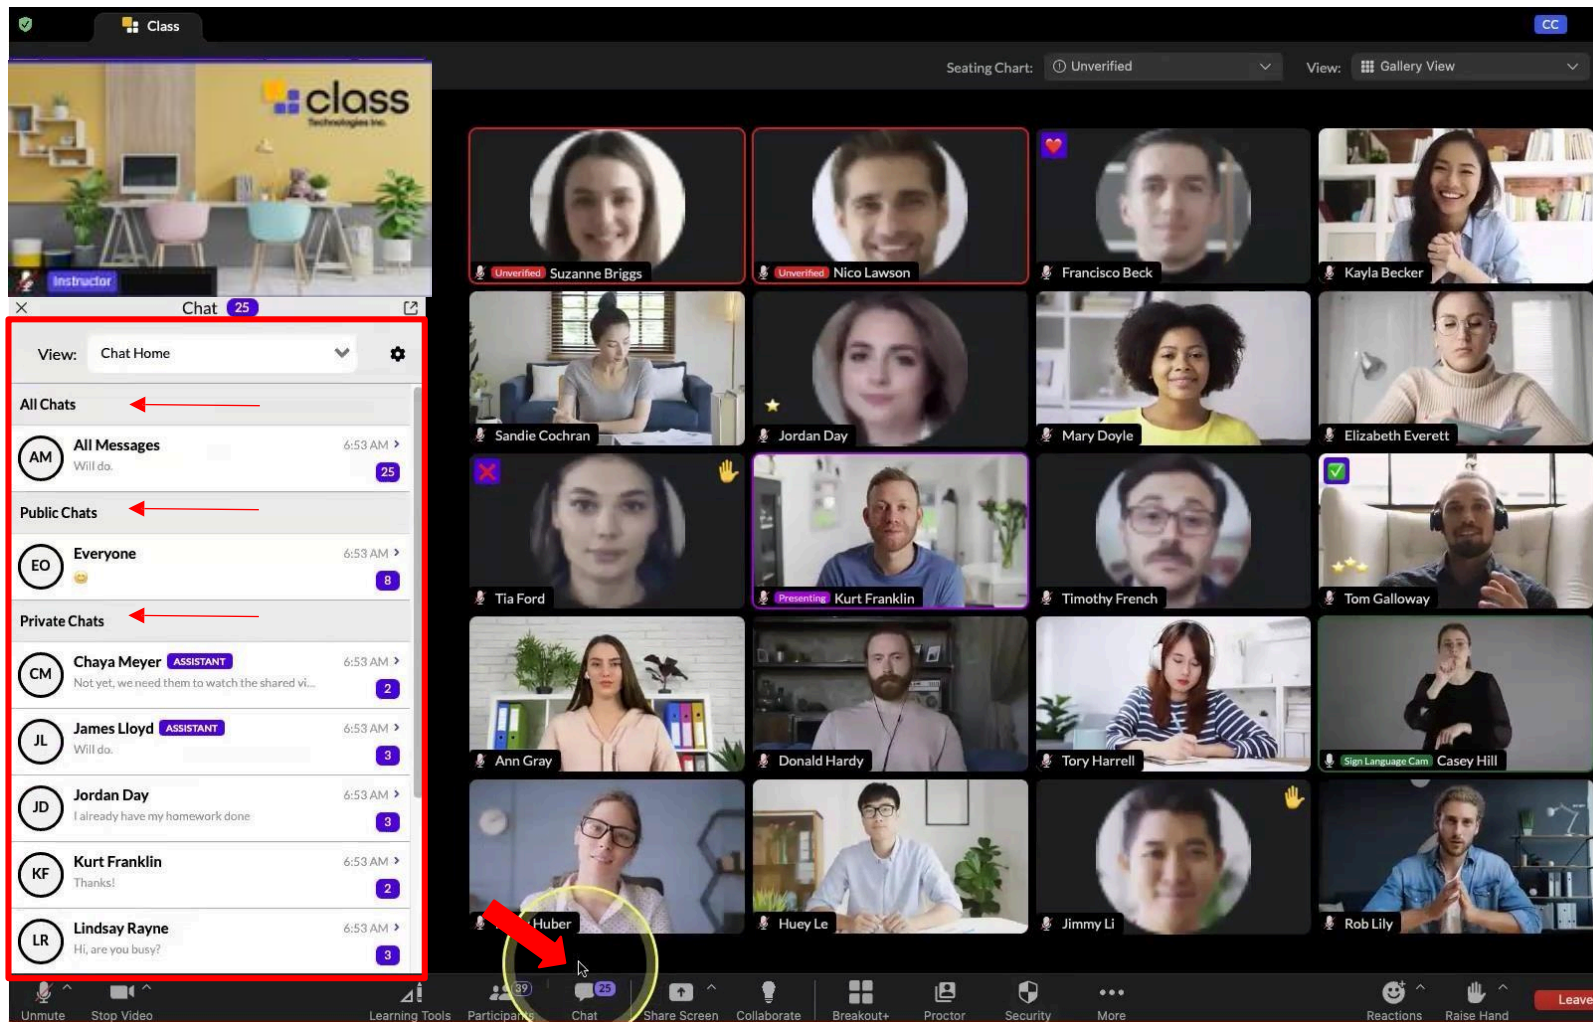 Class
CC
Seating Chart: Unverified View: Gallery View
class
Technologies Inc.
Instructor
Chat 25
View: Chat Home
All Chats
AM All Messages 6:53 AM
Will do. 25
Public Chats
EO Everyone 6:53 AM
8
Private Chats
CM Chaya Meyer ASSISTANT 6:53 AM
Not yet, we need them to watch the shared vi... 2
JL James Lloyd ASSISTANT 6:53 AM
Will do. 3
JD Jordan Day 6:53 AM
I already have my homework done 3
KF Kurt Franklin 6:53 AM
Thanks! 2
LR Lindsay Rayne 6:53 AM
Hi, are you busy? 3
Unverified Suzanne Briggs
Unverified Nico Lawson
Francisco Beck
Kayla Becker
Sandie Cochran
Jordan Day
Mary Doyle
Elizabeth Everett
Tia Ford
Presenting Kurt Franklin
Timothy French
Tom Galloway
Ann Gray
Donald Hardy
Tory Harrell
Sign Language Cam Casey Hill
Huber
Huey Le
Jimmy Li
Rob Lily
39 25
Unmute Stop Video Learning Tools Participants Chat Share Screen Collaborate Breakout+ Proctor Security More Reactions Raise Hand Leave